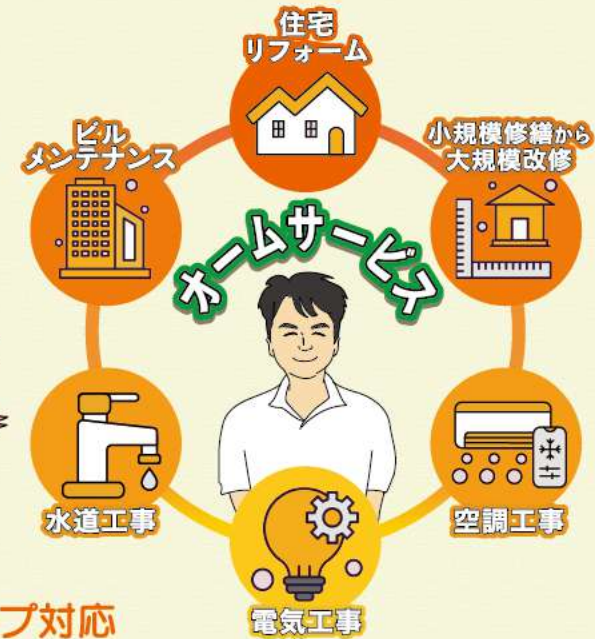 住宅
リフォーム
ビル
メンテナンス
小規模修繕から
大規模改修
オームサービス
水道工事
空調工事
電気工事
プ対応